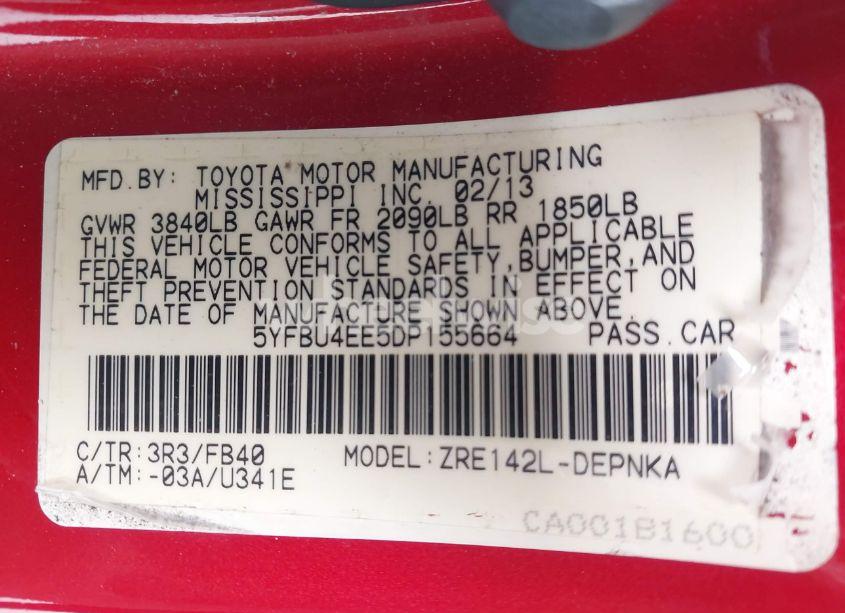 MFD.BY: TOYOTA MOTOR MANUFACTURING
MISSISSIPPI INC. 02/13
GVWR 3840LB GAWR FR 2090LB RR 1850LB
THIS VEHICLE CONFORMS TO ALL APPLICABLE
FEDERAL MOTOR VEHICLE SAFETY,BUMPER,AND
THEFT PREVENTION STANDARDS IN EFFECT ON
THE DATE OF MANUFACTURE SHOWN ABOVE.
5YFBU4EE5DP155664 PASS.CAR
C/TR:3R3/FB40 MODEL:ZRE142L-DEPNKA
A/TM:-03A/U341E
CA001B1600